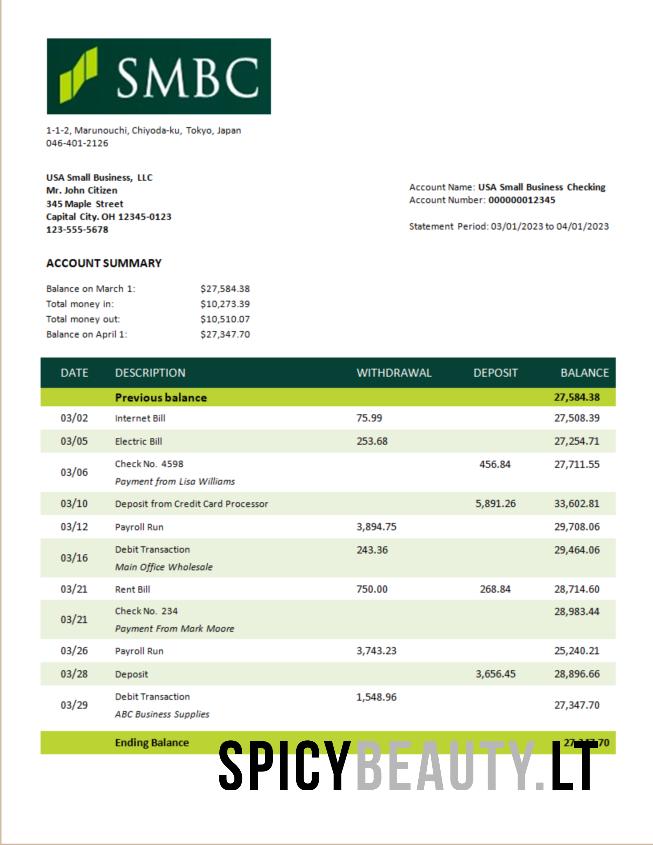 SMBC
1-1-2, Marunouchi, Chiyoda-ku, Tokyo, Japan
046-401-2126
USA Small Business, LLC
Mr. John Citizen
345 Maple Street
Capital City. OH 12345-0123
123-555-5678
Account Name: USA Small Business Checking
Account Number: 000000012345
Statement Period: 03/01/2023 to 04/01/2023
ACCOUNT SUMMARY
Balance on March 1: $27,584.38
Total money in: $10,273.39
Total money out: $10,510.07
Balance on April 1: $27,347.70
DATE DESCRIPTION WITHDRAWAL DEPOSIT BALANCE
Previous balance 27,584.38
03/02 Internet Bill 75.99 27,508.39
03/05 Electric Bill 253.68 27,254.71
03/06 Check No. 4598 456.84 27,711.55
Payment from Lisa Williams
03/10 Deposit from Credit Card Processor 5,891.26 33,602.81
03/12 Payroll Run 3,894.75 29,708.06
03/16 Debit Transaction 243.36 29,464.06
Main Office Wholesale
03/21 Rent Bill 750.00 268.84 28,714.60
03/21 Check No. 234 28,983.44
Payment From Mark Moore
03/26 Payroll Run 3,743.23 25,240.21
03/28 Deposit 3,656.45 28,896.66
03/29 Debit Transaction 1,548.96 27,347.70
ABC Business Supplies
Ending Balance
SPICYBEAUTY.LT